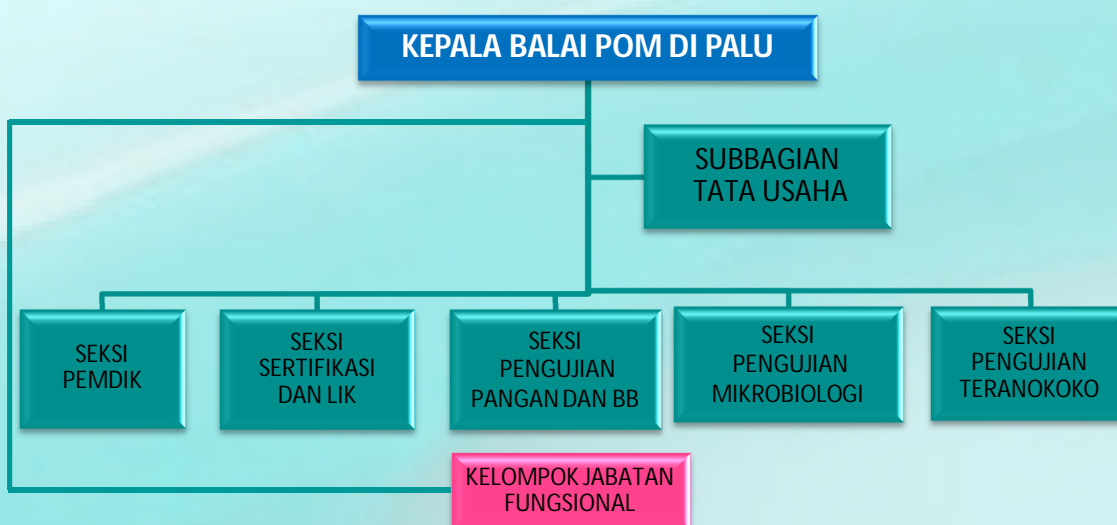 KEPALA BALAI POM DI PALU
SUBBAGIAN
TATA USAHA
SEKSI
PEMDIK
SEKSI
SERTIFIKASI
DAN LIK
SEKSI
PENGUJIAN
PANGAN DAN BB
SEKSI
PENGUJIAN
MIKROBIOLOGI
SEKSI
PENGUJIAN
TERANOKOKO
KELOMPOK JABATAN
FUNGSIONAL